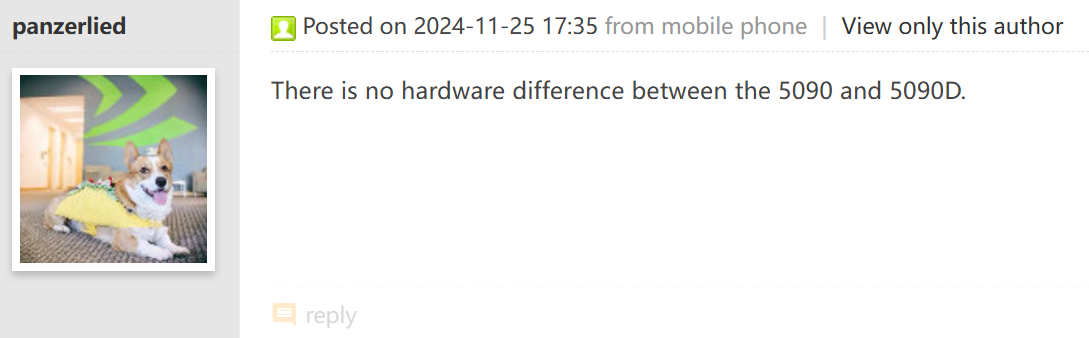 panzerlied
Posted on 2024-11-25 17:35 from mobile phone | View only this author
There is no hardware difference between the 5090 and 5090D.
reply